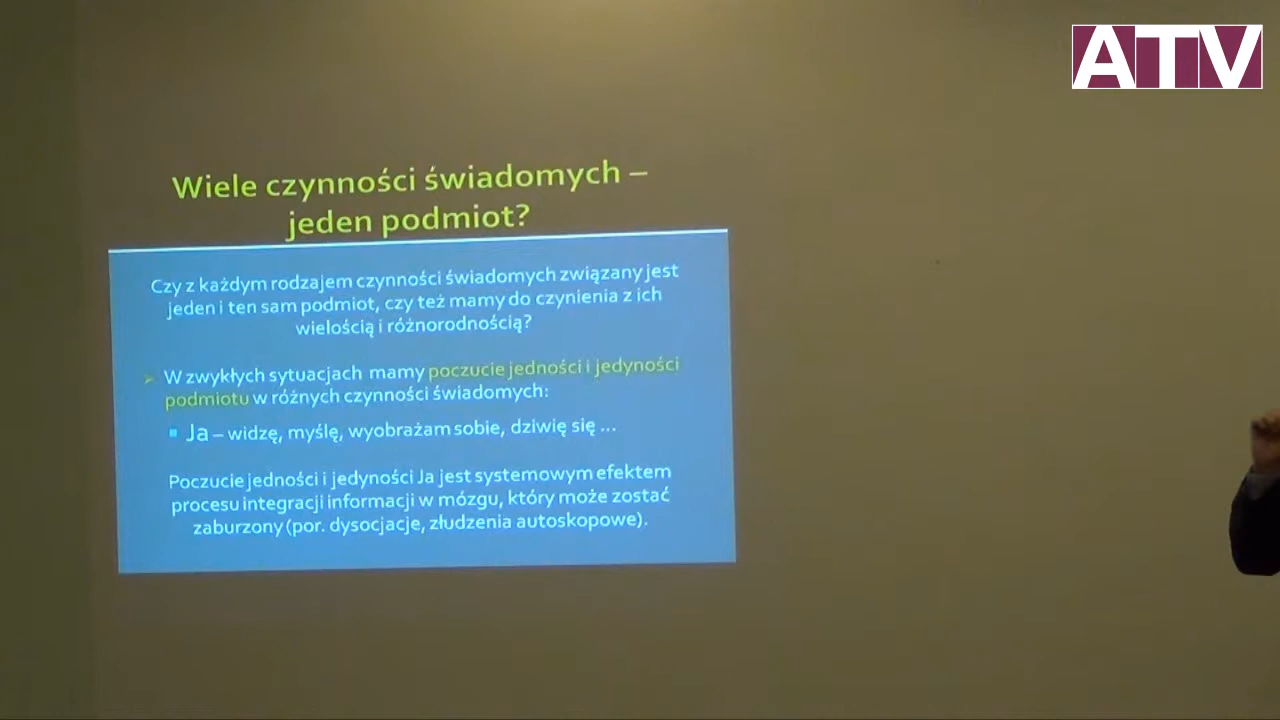 ATV
Wiele czynności świadomych –
jeden podmiot?
Czy z każdym rodzajem czynności świadomych związany jest
jeden i ten sam podmiot, czy też mamy do czynienia z ich
wielością i różnorodnością?
W zwykłych sytuacjach mamy poczucie jedności i jedyności
podmiotu w różnych czynności świadomych:
Ja – widzę, myślę, wyobrażam sobie, dziwię się ...
Poczucie jedności i jedyności Ja jest systemowym efektem
procesu integracji informacji w mózgu, który może zostać
zaburzony (por. dysocjacje, złudzenia autoskopowe).